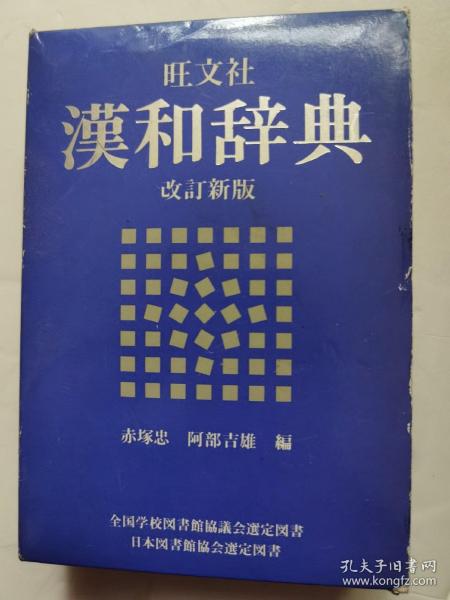 旺文社
漢和辞典
改訂新版
赤塚忠 阿部吉雄 編
全国学校図書館協議会選定図書
日本図書館協会選定図書
孔夫子旧书网
www.kongfz.com